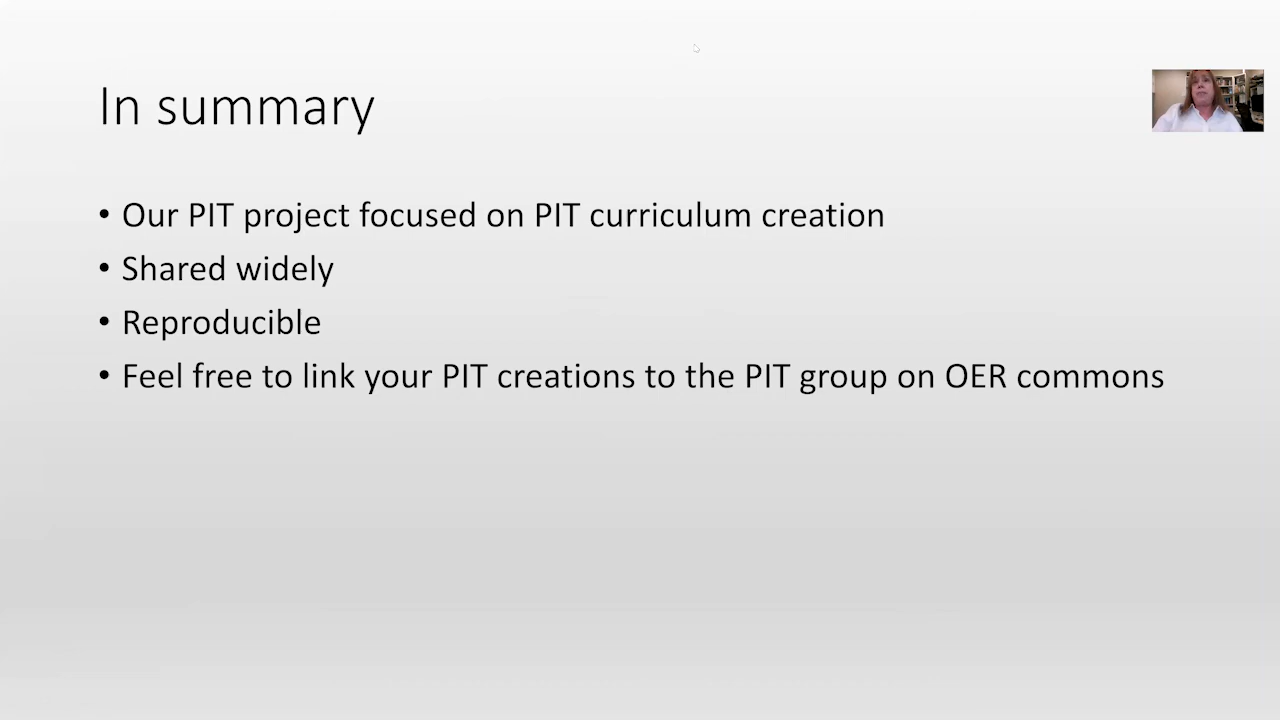 In summary
• Our PIT project focused on PIT curriculum creation
• Shared widely
• Reproducible
• Feel free to link your PIT creations to the PIT group on OER commons